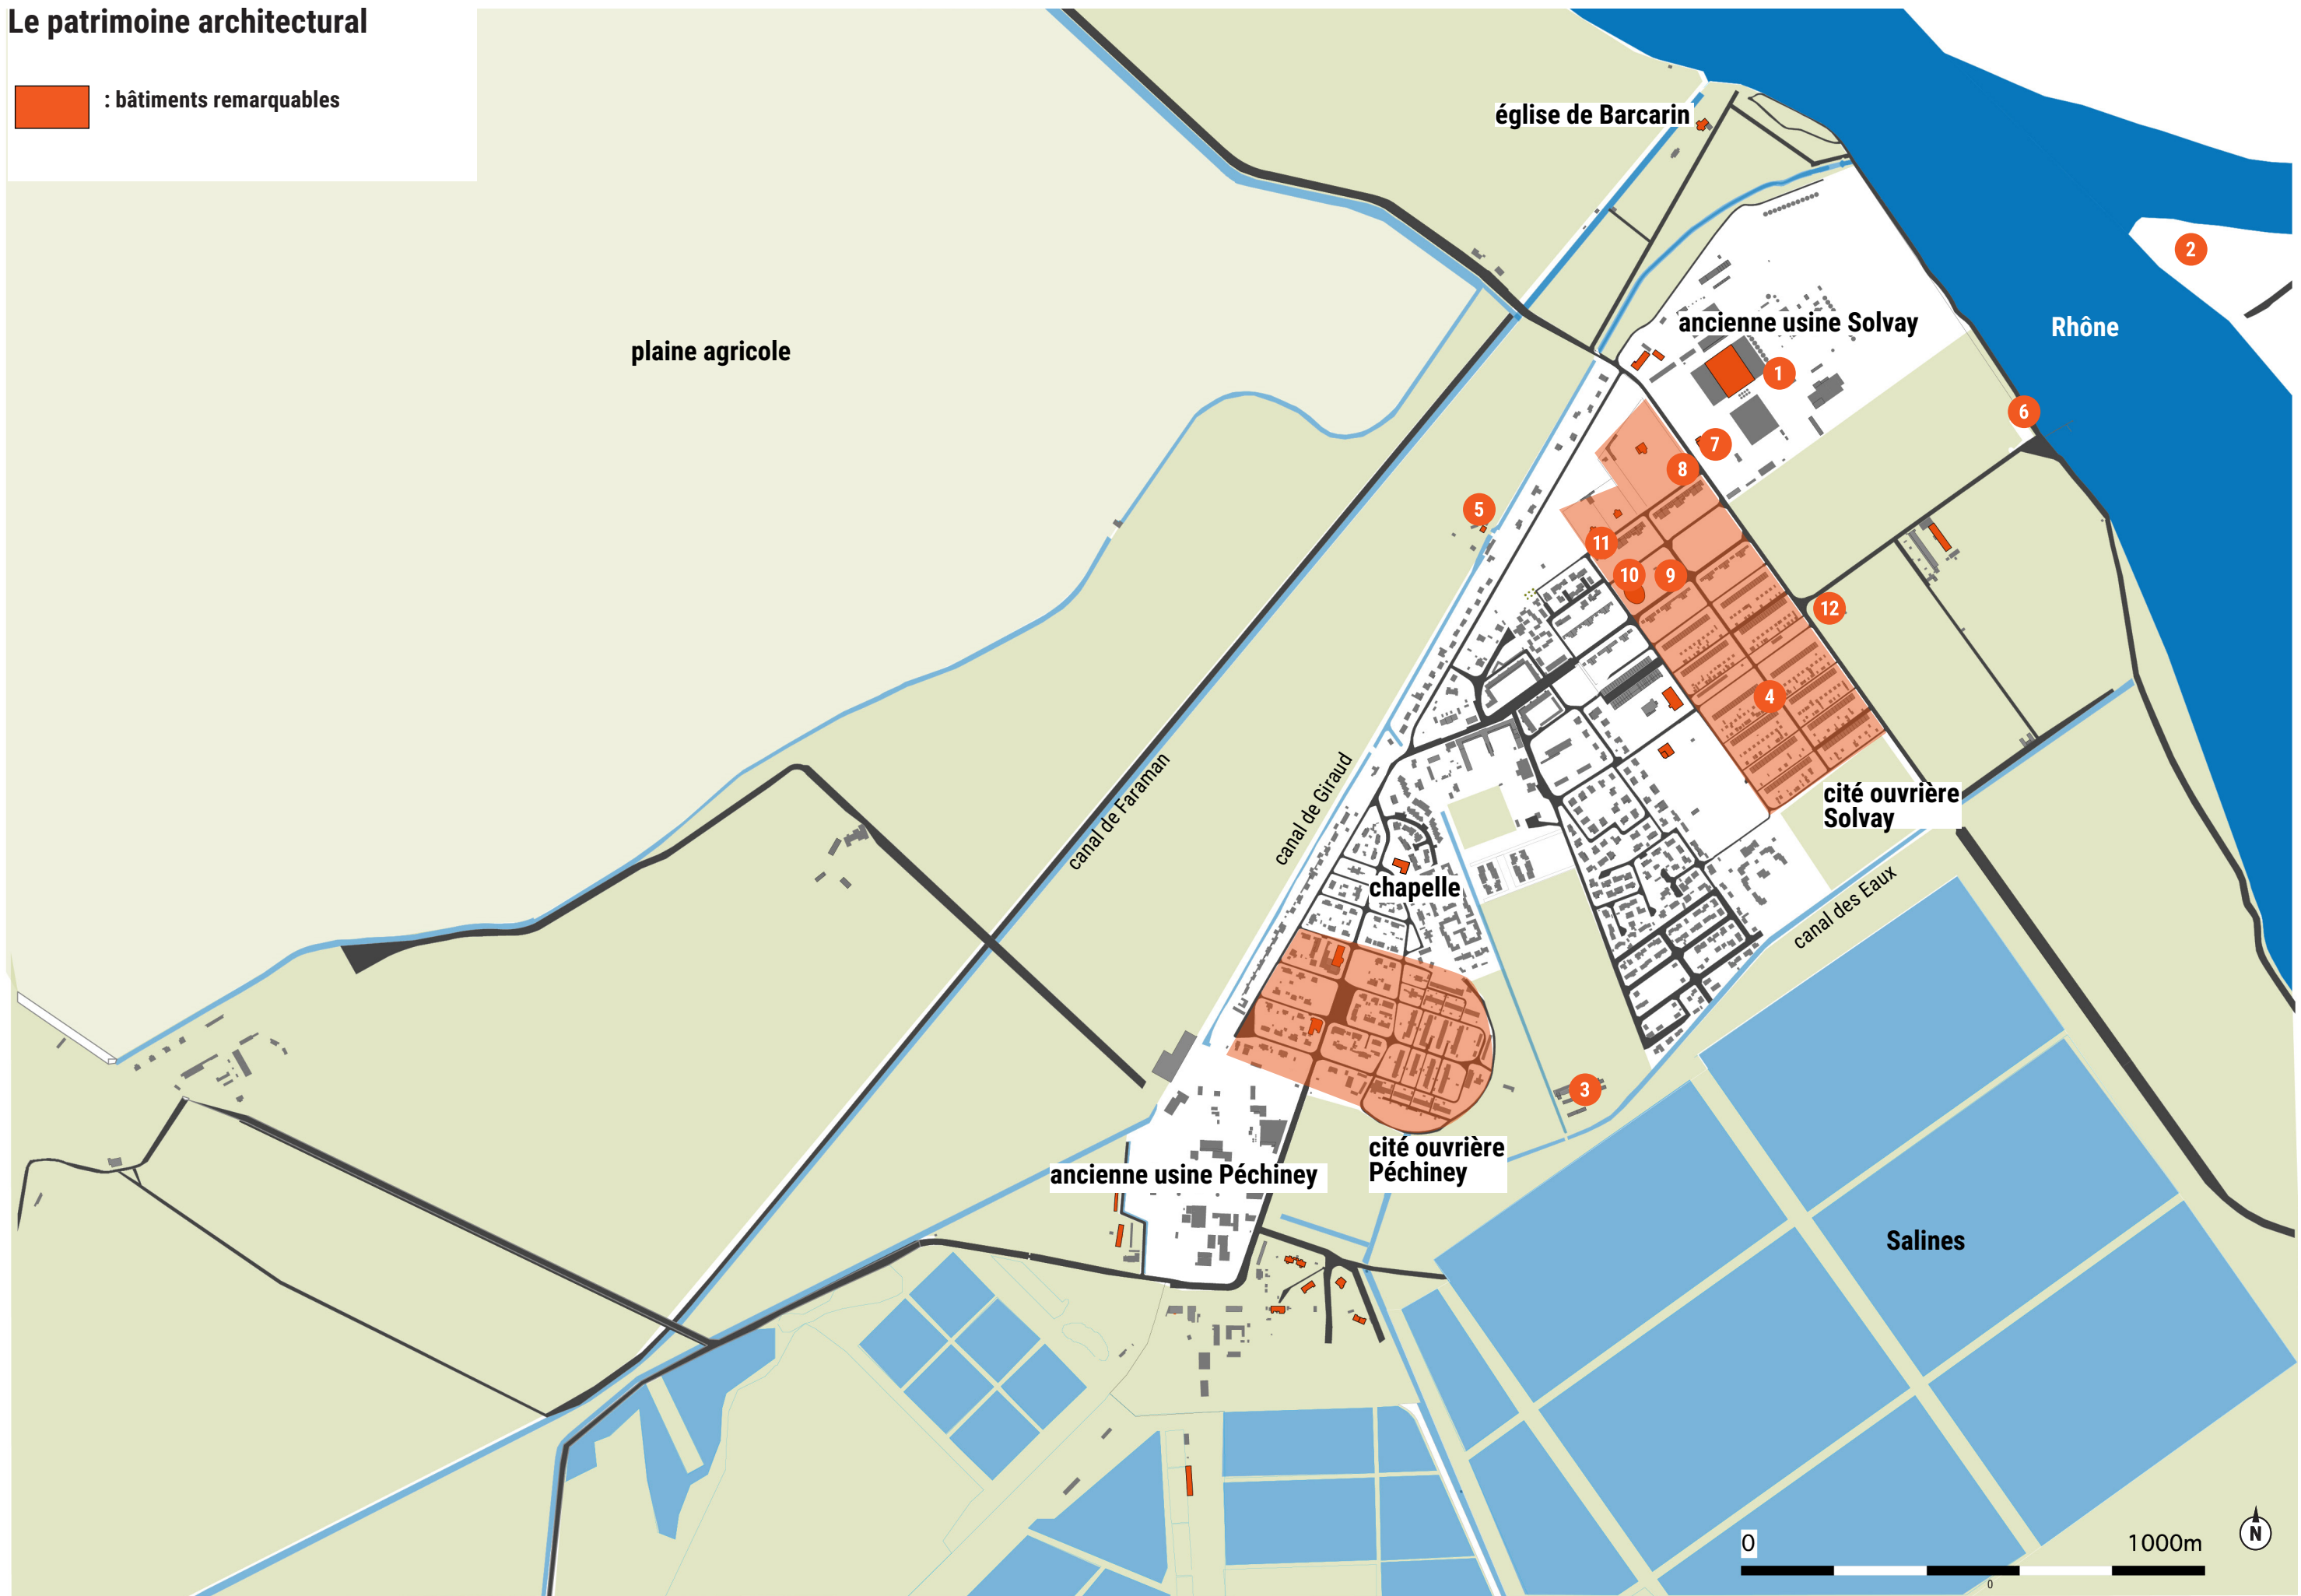 Le patrimoine architectural
: bâtiments remarquables
église de Barcarin
2
ancienne usine Solvay
Rhône
plaine agricole
1
6
7
8
5
11
10
9
12
4
canal de Faraman
canal de Giraud
cité ouvrière
Solvay
chapelle
canal des Eaux
3
cité ouvrière
Péchiney
ancienne usine Péchiney
Salines
0
1000m
N
0